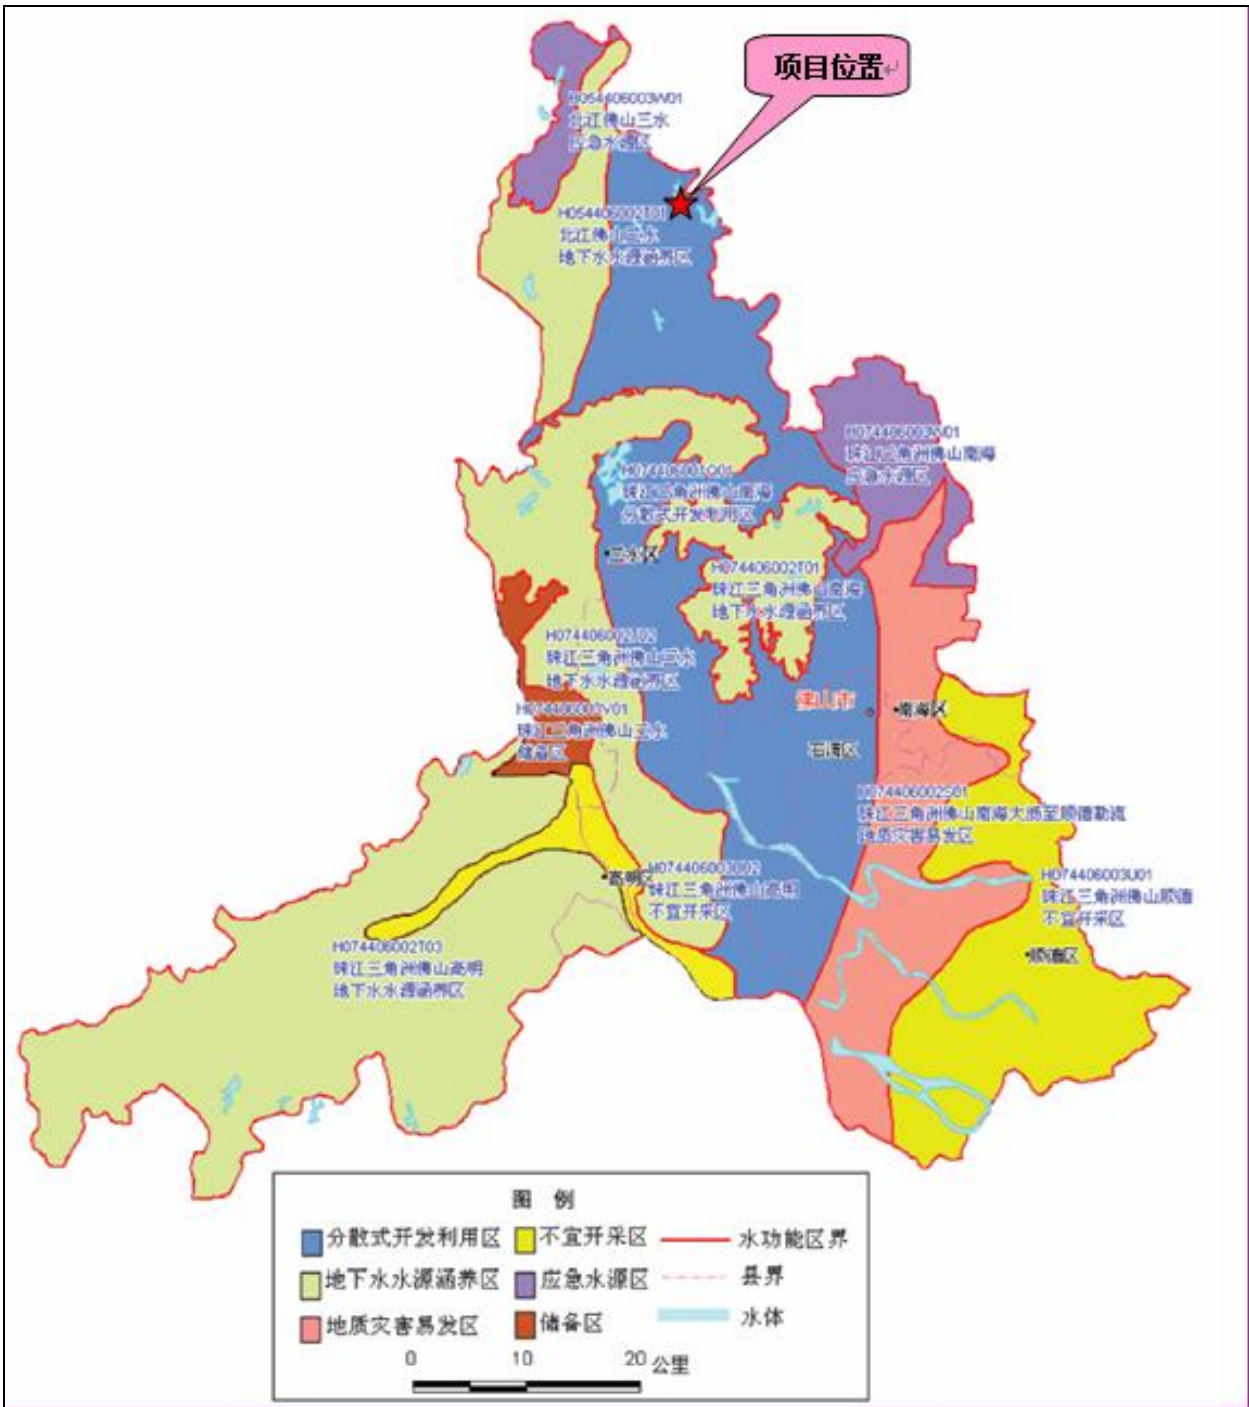 项目位置
H054406003W01
北江佛山三水
应急水源区
H054406002T01
北江佛山三水
地下水水源涵养区
H074406003W01
珠江三角洲佛山南海
应急水源区
H074406001Q01
珠江三角洲佛山南海
分散式开发利用区
三水区
H074406002T01
珠江三角洲佛山南海
地下水水源涵养区
H074406002T02
珠江三角洲佛山三水
地下水水源涵养区
佛山市
南海区
H074406003V01
珠江三角洲佛山三水
储备区
H074406002S01
珠江三角洲佛山南海大沥至顺德勒流
地质灾害易发区
高明区
H074406003U02
珠江三角洲佛山高明
不宜开采区
H074406003U01
珠江三角洲佛山顺德
不宜开采区
H074406002T03
珠江三角洲佛山高明
地下水水源涵养区
顺德区
图 例
分散式开发利用区 不宜开采区 水功能区界
地下水水源涵养区 应急水源区 县界
地质灾害易发区 储备区 水体
0 10 20 公里